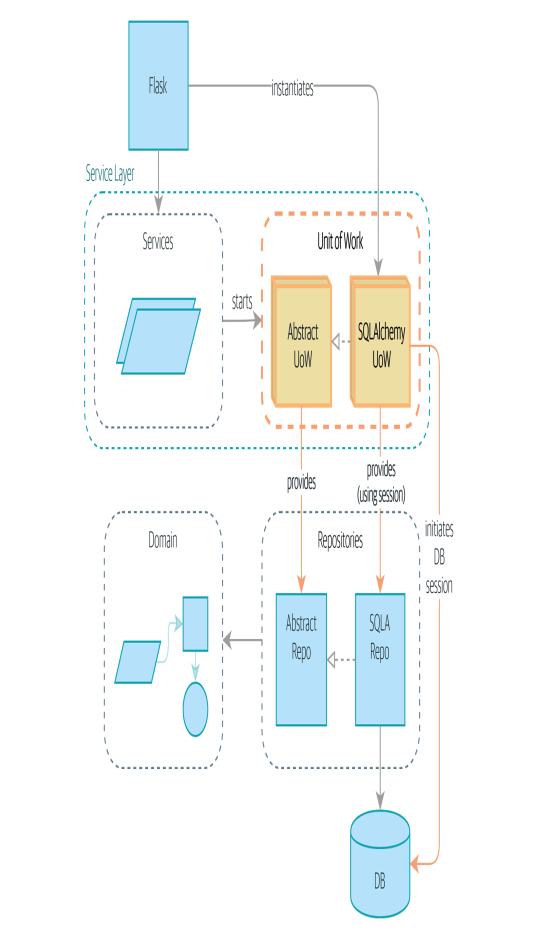 Flask
instantiates
Service Layer
Services
Unit of Work
starts
Abstract
UoW
SQLAlchemy
UoW
provides
provides
(using session)
initiates
DB
session
Domain
Repositories
Abstract
Repo
SQLA
Repo
DB